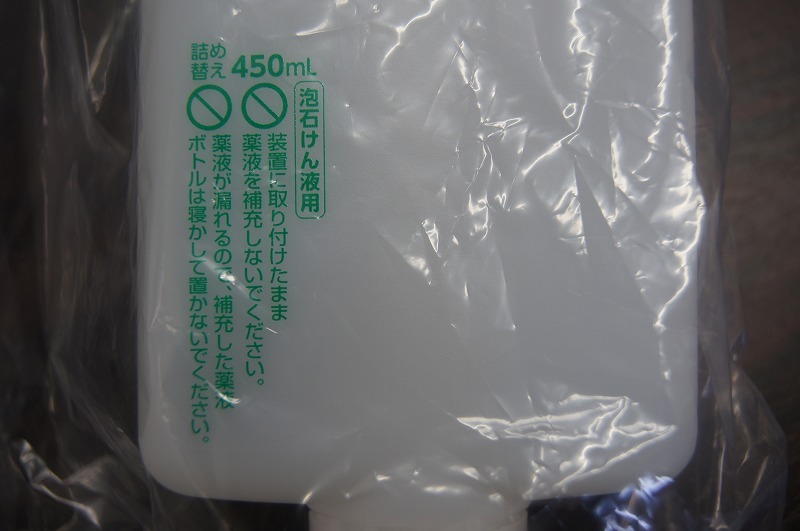 詰め替え 450mL
泡石けん液用
装置に取り付けたまま
薬液を補充しないでください。
薬液が漏れるので、補充した薬液
ボトルは寝かして置かないでください。